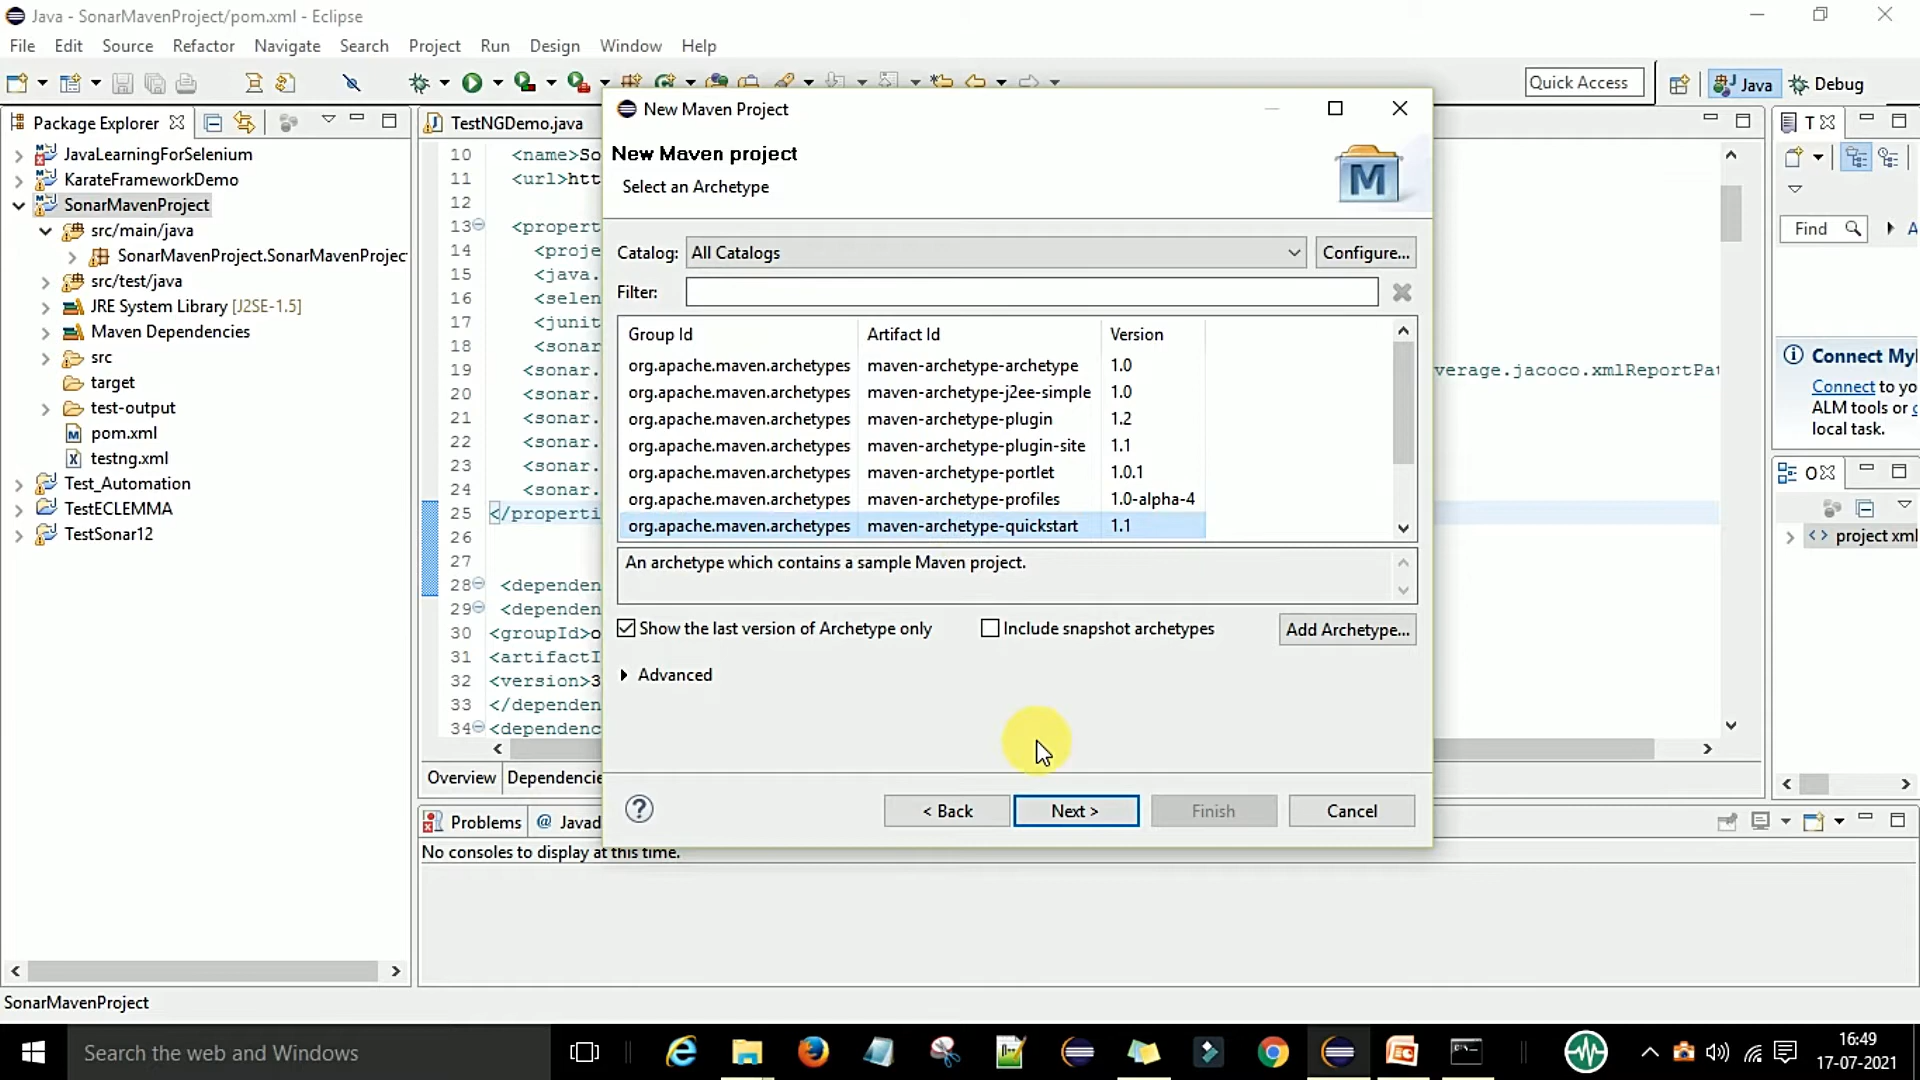 Java - SonarMavenProject/pom.xml - Eclipse
File Edit Source Refactor Navigate Search Project Run Design Window Help
Quick Access
Java
Debug
Package Explorer
JavaLearningForSelenium
KarateFrameworkDemo
SonarMavenProject
src/main/java
SonarMavenProject.SonarMavenProjec
src/test/java
JRE System Library [J2SE-1.5]
Maven Dependencies
src
target
test-output
pom.xml
testng.xml
Test_Automation
TestECLEMMA
TestSonar12
TestNGDemo.java
10 <name>So
11 <url>htt
12
13 <propert
14 <proje
15 <java.
16 <selen
17 <junit
18 <sonar
19 <sonar. verage.jacoco.xmlReportPa
20 <sonar.
21 <sonar.
22 <sonar.
23 <sonar.
24 <sonar.
25 </properti
26
27
28 <dependen
29 <dependen
30 <groupId>o
31 <artifactI
32 <version>3
33 </dependen
34 <dependenc
Overview Dependencie
New Maven Project
New Maven project
Select an Archetype
M
Catalog: All Catalogs Configure...
Filter:
Group Id Artifact Id Version
org.apache.maven.archetypes maven-archetype-archetype 1.0
org.apache.maven.archetypes maven-archetype-j2ee-simple 1.0
org.apache.maven.archetypes maven-archetype-plugin 1.2
org.apache.maven.archetypes maven-archetype-plugin-site 1.1
org.apache.maven.archetypes maven-archetype-portlet 1.0.1
org.apache.maven.archetypes maven-archetype-profiles 1.0-alpha-4
org.apache.maven.archetypes maven-archetype-quickstart 1.1
An archetype which contains a sample Maven project.
Show the last version of Archetype only Include snapshot archetypes Add Archetype...
Advanced
< Back Next > Finish Cancel
T
Find A
Connect Myl
Connect to yo
ALM tools or c
local task.
O
project xml
Problems @ Javad
No consoles to display at this time.
SonarMavenProject
Search the web and Windows
16:49
17-07-2021